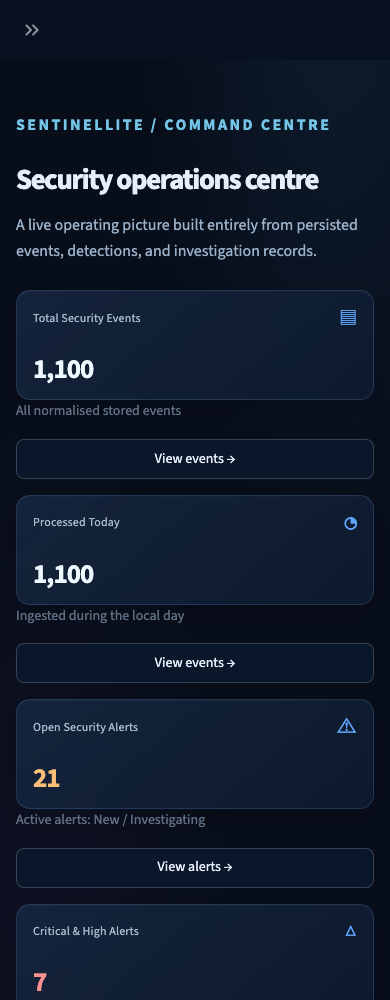 SENTINELLITE / COMMAND CENTRE
Security operations centre
A live operating picture built entirely from persisted
events, detections, and investigation records.
Total Security Events
1,100
All normalised stored events
View events →
Processed Today
1,100
Ingested during the local day
View events →
Open Security Alerts
21
Active alerts: New / Investigating
View alerts →
Critical & High Alerts
7